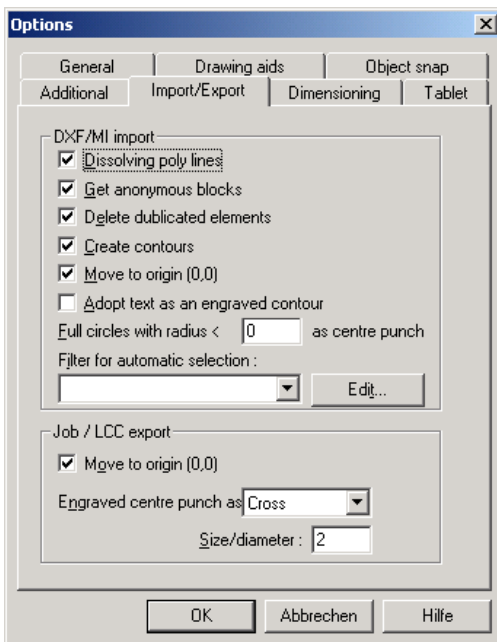 Options
General Drawing aids Object snap
Additional Import/Export Dimensioning Tablet
DXF/MI import
Dissolving poly lines
Get anonymous blocks
Delete dublicated elements
Create contours
Move to origin (0,0)
Adopt text as an engraved contour
Full circles with radius < 0 as centre punch
Filter for automatic selection :
Edit...
Job / LCC export
Move to origin (0,0)
Engraved centre punch as Cross
Size/diameter : 2
OK Abbrechen Hilfe